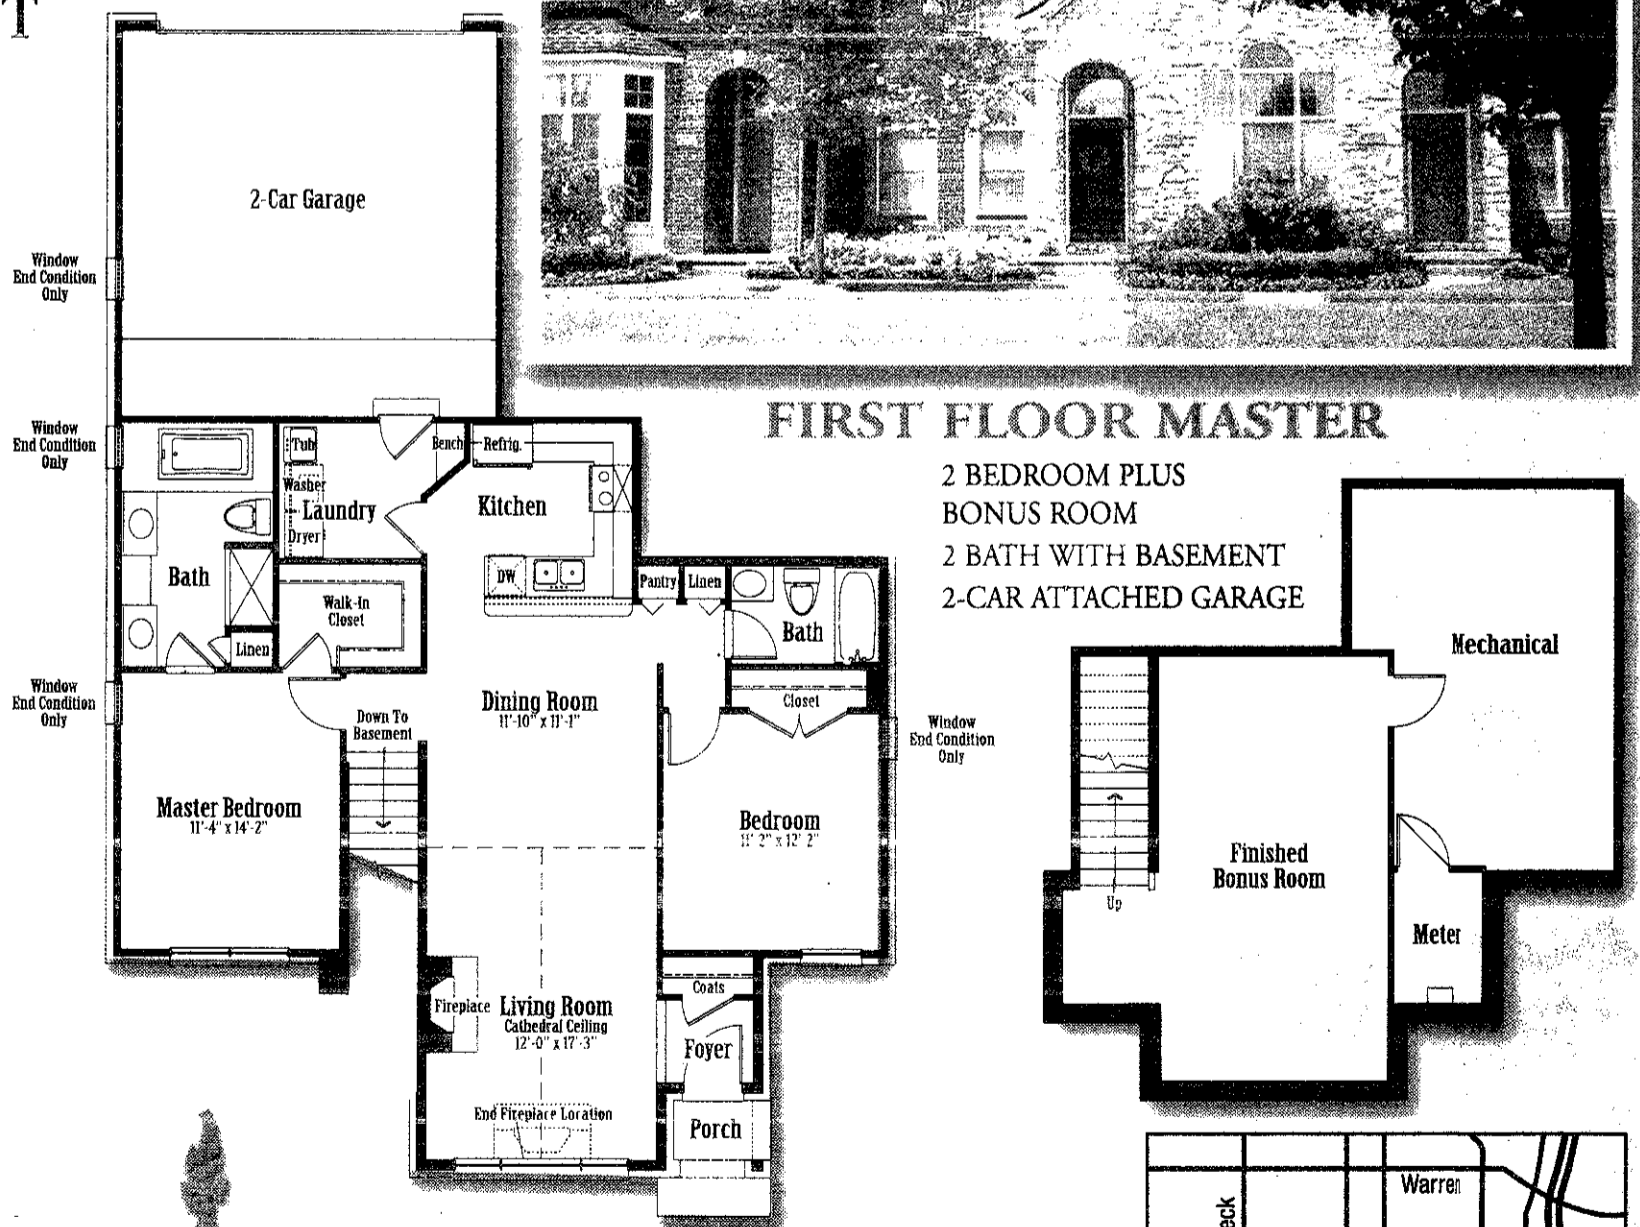 T
2-Car Garage
Window
End Condition
Only
Window
End Condition
Only
FIRST FLOOR MASTER
2 BEDROOM PLUS
BONUS ROOM
2 BATH WITH BASEMENT
2-CAR ATTACHED GARAGE
Tub
Bench
Refrig.
Washer
Laundry
Kitchen
Dryer
Bath
DW
Pantry
Linen
Walk-In
Closet
Bath
Linen
Mechanical
Window
End Condition
Only
Dining Room
11'-10" x 11'-1"
Closet
Down To
Basement
Window
End Condition
Only
Master Bedroom
11'-4" x 14'-2"
Bedroom
11'-2" x 12'-2"
Finished
Bonus Room
Up
Meter
Coats
Fireplace
Living Room
Cathedral Ceiling
12'-0" x 17'-3"
Foyer
End Fireplace Location
Porch
Warren
eck